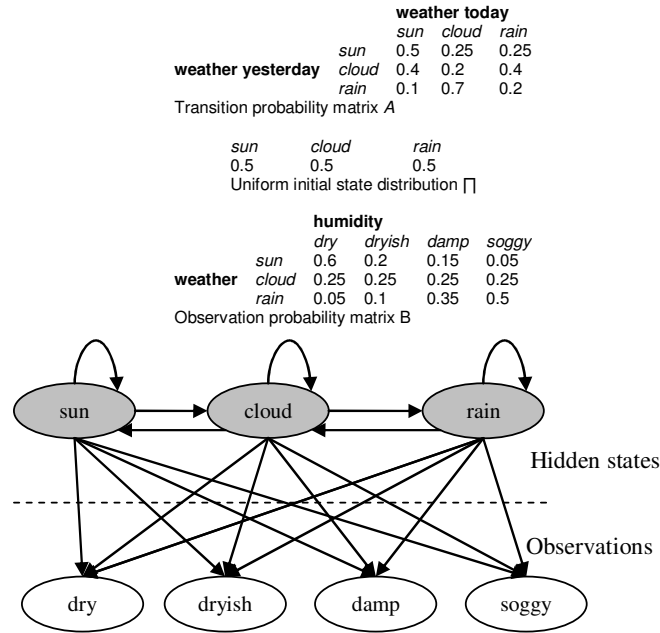 weather today
sun cloud rain
sun 0.5 0.25 0.25
weather yesterday cloud 0.4 0.2 0.4
rain 0.1 0.7 0.2
Transition probability matrix A
sun cloud rain
0.5 0.5 0.5
Uniform initial state distribution ∏
humidity
dry dryish damp soggy
sun 0.6 0.2 0.15 0.05
weather cloud 0.25 0.25 0.25 0.25
rain 0.05 0.1 0.35 0.5
Observation probability matrix B
sun cloud rain
Hidden states
Observations
dry dryish damp soggy